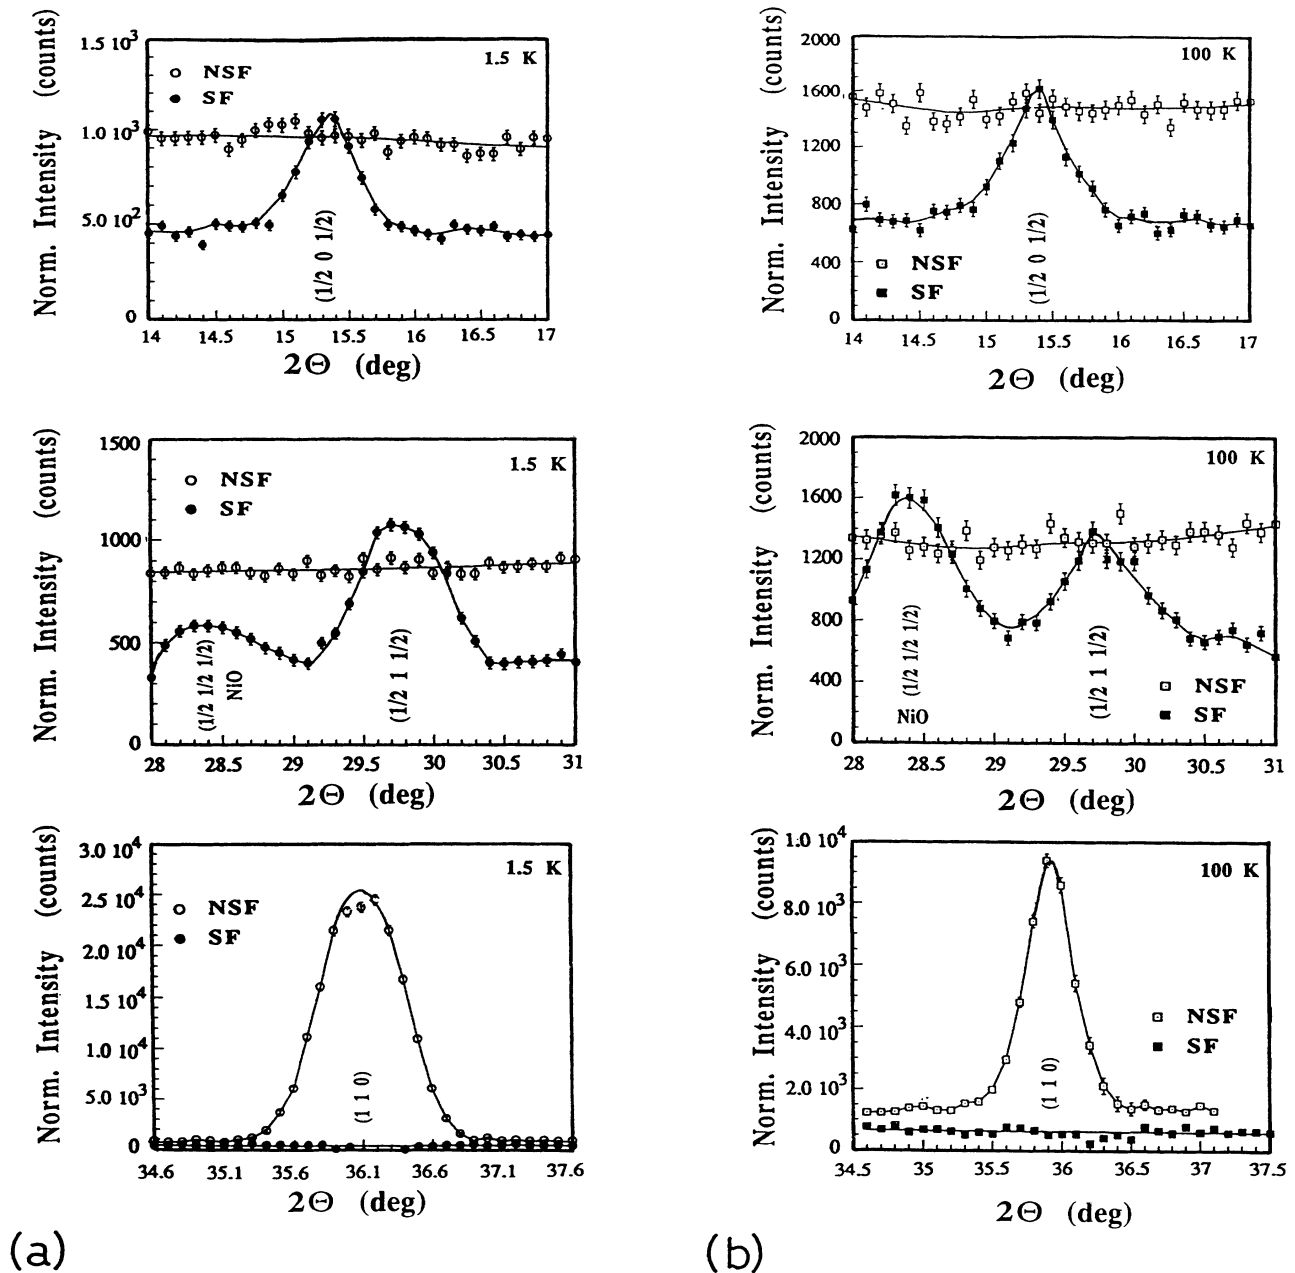 Norm. Intensity (counts)
1.5 10³
1.0 10³
5.0 10²
0
NSF
SF
1.5 K
(1/2 0 1/2)
14 14.5 15 15.5 16 16.5 17
2Θ (deg)
Norm. Intensity (counts)
2000
1600
1200
800
400
0
100 K
NSF
SF
(1/2 0 1/2)
14 14.5 15 15.5 16 16.5 17
2Θ (deg)
Norm. Intensity (counts)
1500
1000
500
0
NSF
SF
1.5 K
(1/2 1/2 1/2)
NiO
(1/2 1 1/2)
28 28.5 29 29.5 30 30.5 31
2Θ (deg)
Norm. Intensity (counts)
2000
1600
1200
800
400
0
100 K
(1/2 1/2 1/2)
NiO
(1/2 1 1/2)
NSF
SF
28 28.5 29 29.5 30 30.5 31
2Θ (deg)
Norm. Intensity (counts)
3.0 10⁴
2.5 10⁴
2.0 10⁴
1.5 10⁴
1.0 10⁴
5.0 10³
0
NSF
SF
1.5 K
(1 1 0)
34.6 35.1 35.6 36.1 36.6 37.1 37.6
2Θ (deg)
Norm. Intensity (counts)
1.0 10⁴
8.0 10³
6.0 10³
4.0 10³
2.0 10³
0
100 K
NSF
SF
(1 1 0)
34.5 35 35.5 36 36.5 37 37.5
2Θ (deg)
(a)
(b)